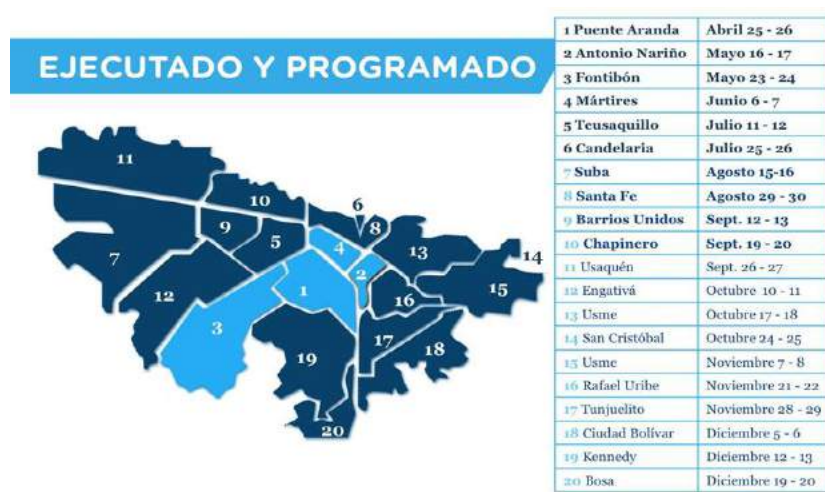 EJECUTADO Y PROGRAMADO
1 Puente Aranda Abril 25 - 26
2 Antonio Nariño Mayo 16 - 17
3 Fontibón Mayo 23 - 24
4 Mártires Junio 6 - 7
5 Teusaquillo Julio 11 - 12
6 Candelaria Julio 25 - 26
7 Suba Agosto 15-16
8 Santa Fe Agosto 29 - 30
9 Barrios Unidos Sept. 12 - 13
10 Chapinero Sept. 19 - 20
11 Usaquén Sept. 26 - 27
12 Engativá Octubre 10 - 11
13 Usme Octubre 17 - 18
14 San Cristóbal Octubre 24 - 25
15 Usme Noviembre 7 - 8
16 Rafael Uribe Noviembre 21 - 22
17 Tunjuelito Noviembre 28 - 29
18 Ciudad Bolívar Diciembre 5 - 6
19 Kennedy Diciembre 12 - 13
20 Bosa Diciembre 19 - 20
11
10
6
9
5
4
8
13
14
7
2
15
12
1
16
3
17
18
19
20